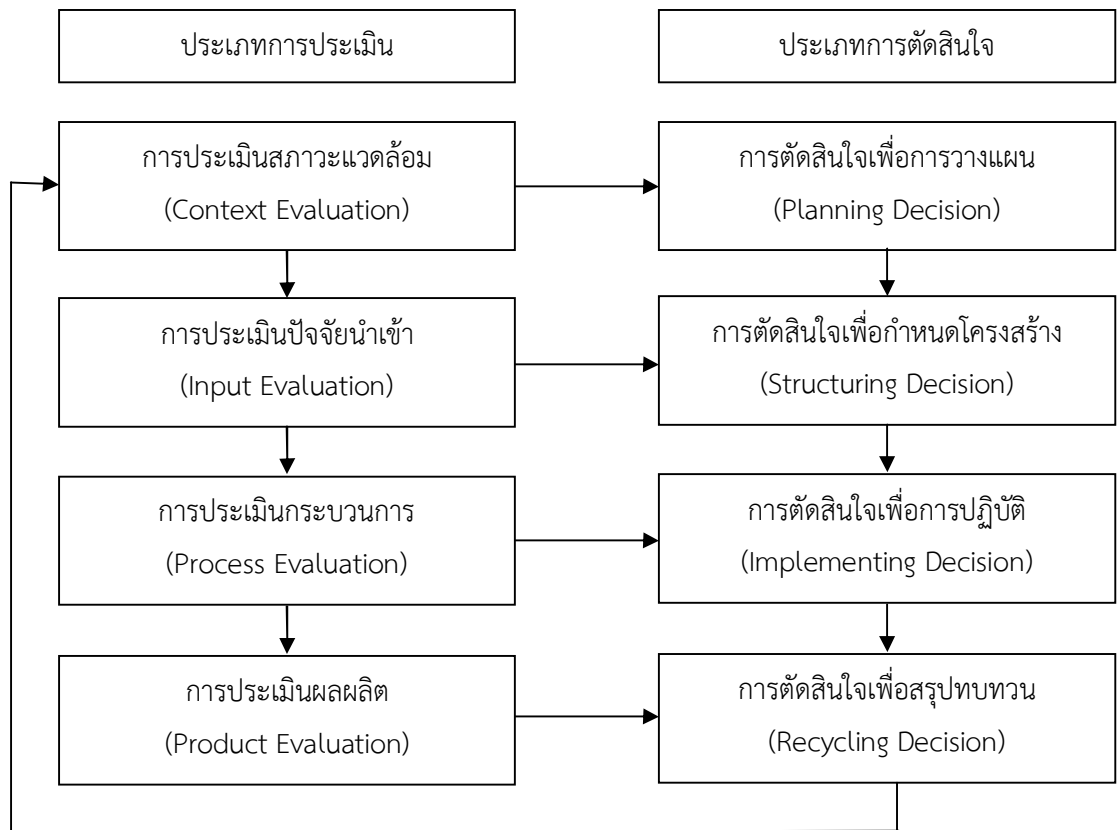 ประเภทการประเมิน
ประเภทการตัดสินใจ
การประเมินสภาวะแวดล้อม
(Context Evaluation)
การตัดสินใจเพื่อการวางแผน
(Planning Decision)
การประเมินปัจจัยนำเข้า
(Input Evaluation)
การตัดสินใจเพื่อกำหนดโครงสร้าง
(Structuring Decision)
การประเมินกระบวนการ
(Process Evaluation)
การตัดสินใจเพื่อการปฏิบัติ
(Implementing Decision)
การประเมินผลผลิต
(Product Evaluation)
การตัดสินใจเพื่อสรุปทบทวน
(Recycling Decision)